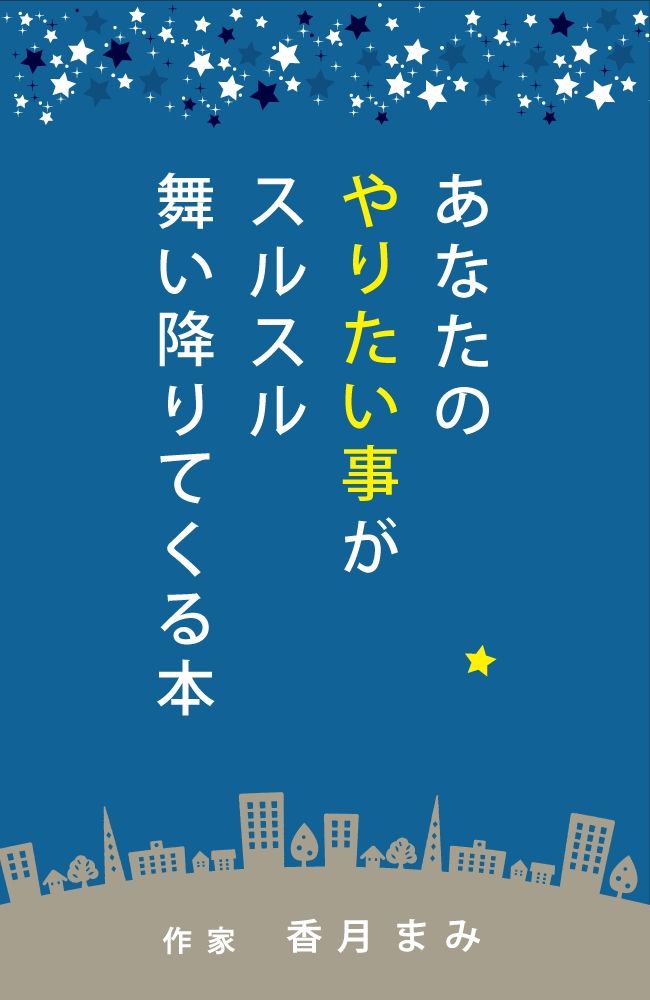 あなたの
やりたい事が
スルスル
舞い降りてくる本
作家 香月まみ